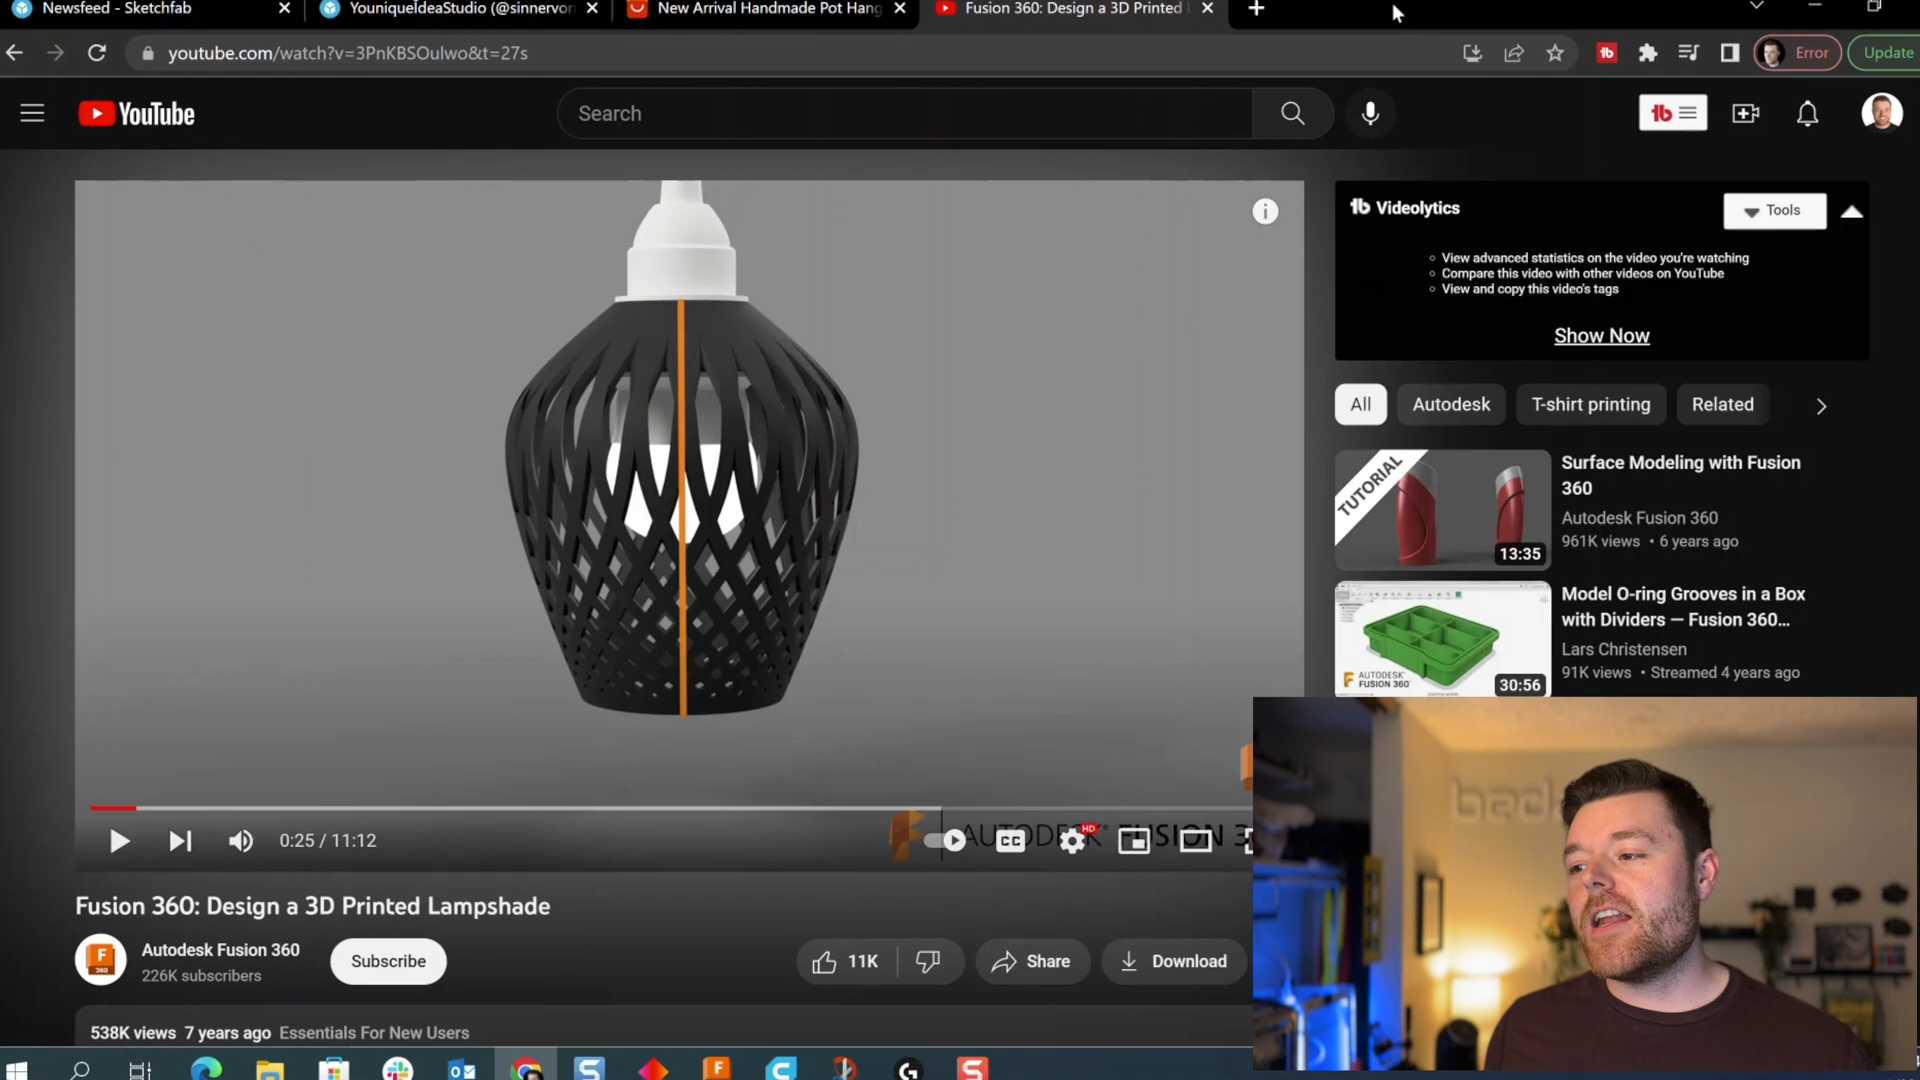 Newsfeed - Sketchfab
YouniqueIdeaStudio (@sinnervon
New Arrival Handmade Pot Hang
Fusion 360: Design a 3D Printed
youtube.com/watch?v=3PnKBSOulwo&t=27s
Error
Update
YouTube
Search
Videolytics
Tools
View advanced statistics on the video you're watching
Compare this video with other videos on YouTube
View and copy this video's tags
Show Now
All
Autodesk
T-shirt printing
Related
TUTORIAL
13:35
Surface Modeling with Fusion
360
Autodesk Fusion 360
961K views • 6 years ago
AUTODESK
FUSION 360
30:56
Model O-ring Grooves in a Box
with Dividers — Fusion 360...
Lars Christensen
91K views • Streamed 4 years ago
0:25 / 11:12
AUTODESK FUSION 3
CC
HD
Fusion 360: Design a 3D Printed Lampshade
F
360
Autodesk Fusion 360
226K subscribers
Subscribe
11K
Share
Download
538K views 7 years ago Essentials For New Users